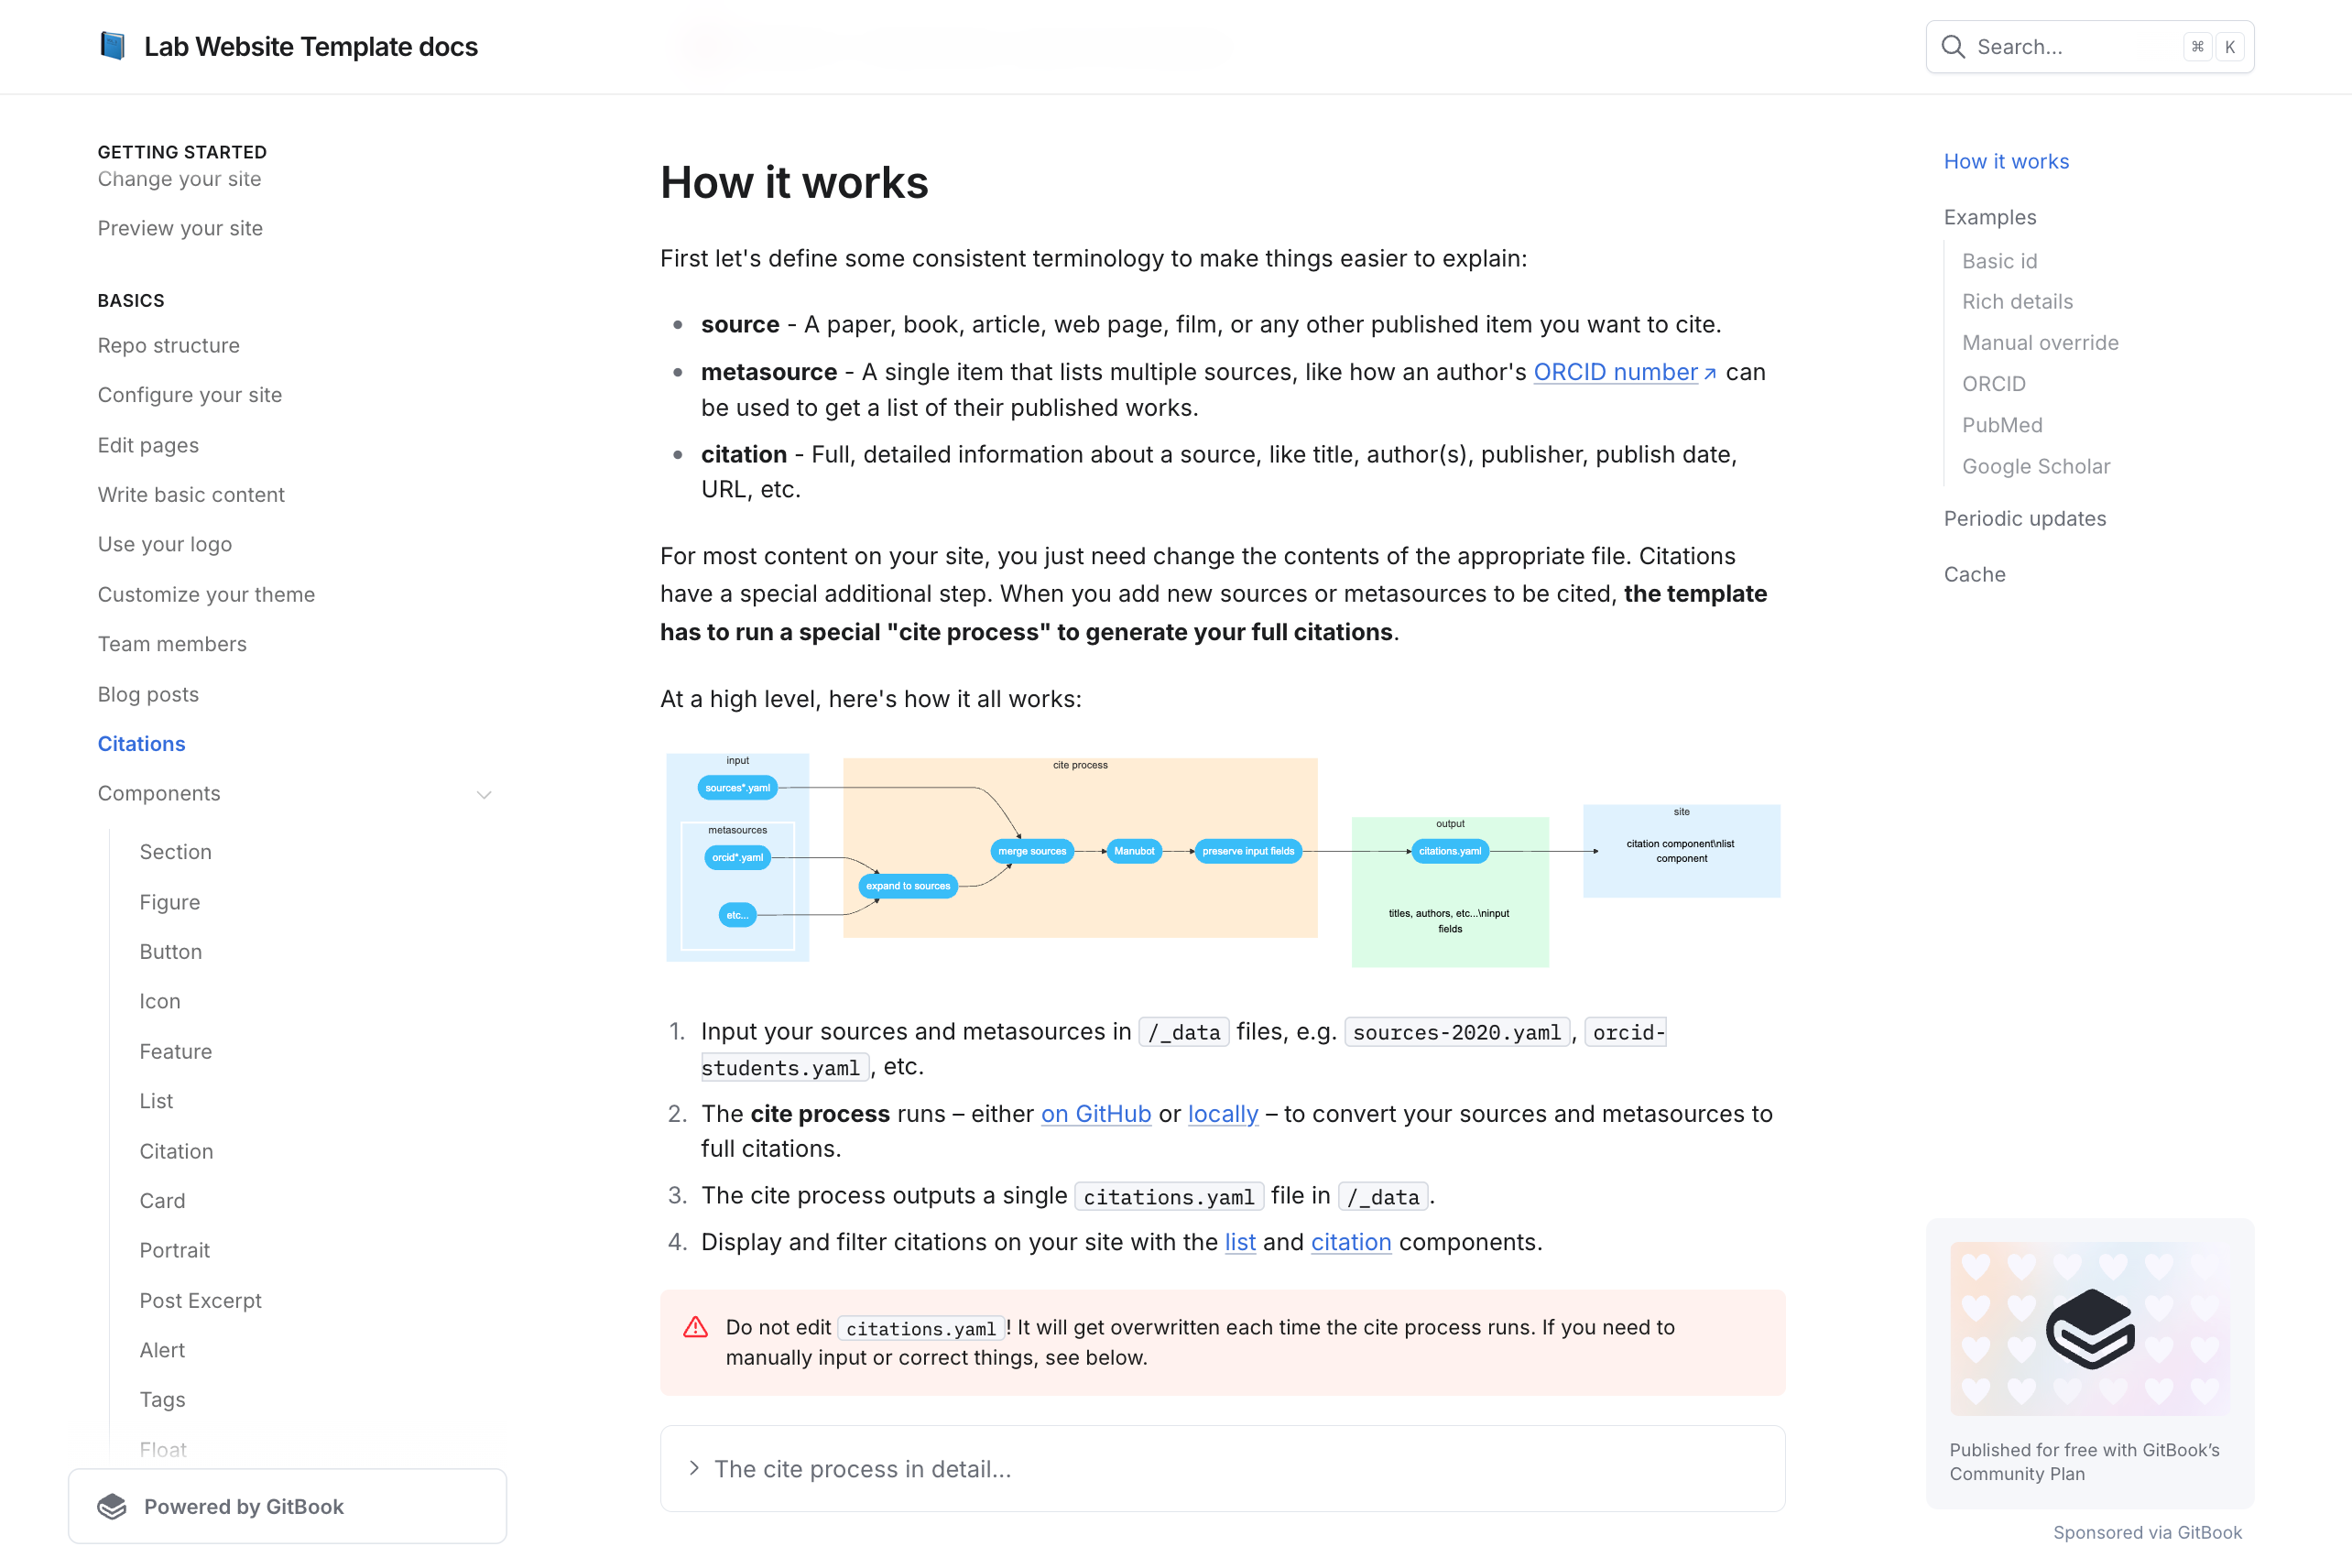 Lab Website Template docs
Search...
⌘ K
GETTING STARTED
Change your site
Preview your site
BASICS
Repo structure
Configure your site
Edit pages
Write basic content
Use your logo
Customize your theme
Team members
Blog posts
Citations
Components
Section
Figure
Button
Icon
Feature
List
Citation
Card
Portrait
Post Excerpt
Alert
Tags
Float
Powered by GitBook
How it works
First let's define some consistent terminology to make things easier to explain:
source - A paper, book, article, web page, film, or any other published item you want to cite.
metasource - A single item that lists multiple sources, like how an author's ORCID number↗ can
be used to get a list of their published works.
citation - Full, detailed information about a source, like title, author(s), publisher, publish date,
URL, etc.
For most content on your site, you just need change the contents of the appropriate file. Citations
have a special additional step. When you add new sources or metasources to be cited, the template
has to run a special "cite process" to generate your full citations.
At a high level, here's how it all works:
input
sources*.yaml
metasources
orcid*.yaml
etc...
cite process
expand to sources
merge sources
Manubot
preserve input fields
output
citations.yaml
titles, authors, etc...\ninput
fields
site
citation component\nlist
component
1. Input your sources and metasources in /_data files, e.g. sources-2020.yaml, orcid-
students.yaml, etc.
2. The cite process runs – either on GitHub or locally – to convert your sources and metasources to
full citations.
3. The cite process outputs a single citations.yaml file in /_data.
4. Display and filter citations on your site with the list and citation components.
Do not edit citations.yaml! It will get overwritten each time the cite process runs. If you need to
manually input or correct things, see below.
The cite process in detail...
How it works
Examples
Basic id
Rich details
Manual override
ORCID
PubMed
Google Scholar
Periodic updates
Cache
Published for free with GitBook’s
Community Plan
Sponsored via GitBook